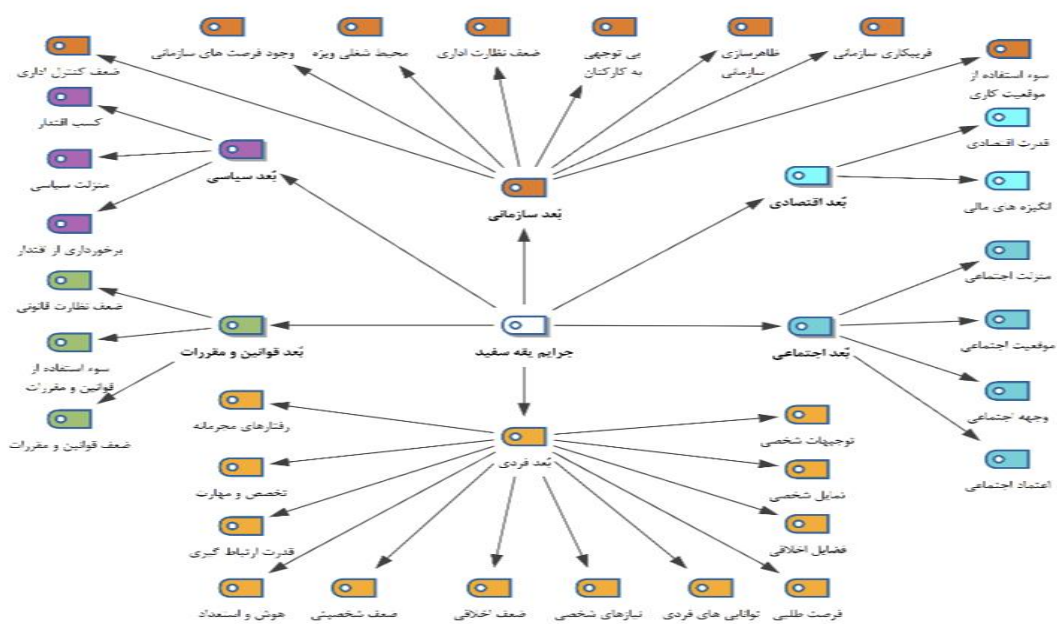 سوء استفاده از
موقعیت کاری
فریبکاری سازمانی
ظاهرسازی
سازمانی
بی توجهی
به کارکنان
ضعف نظارت اداری
محیط شغلی ویژه
وجود فرصت های سازمانی
ضعف کنترل اداری
قدرت اقتصادی
انگیزه های مالی
بُعد اقتصادی
بُعد سازمانی
بُعد سیاسی
کسب اقتدار
منزلت سیاسی
برخورداری از اقتدار
منزلت اجتماعی
موقعیت اجتماعی
وجهه اجتماعی
اعتماد اجتماعی
بُعد اجتماعی
جرایم یقه سفید
بُعد قوانین و مقررات
ضعف نظارت قانونی
سوء استفاده از
قوانین و مقررات
ضعف قوانین و مقررات
بُعد فردی
توجیهات شخصی
تمایل شخصی
فضایل اخلاقی
فرصت طلبی
توانایی های فردی
نیازهای شخصی
ضعف اخلاقی
ضعف شخصیتی
هوش و استعداد
قدرت ارتباط گیری
تخصص و مهارت
رفتارهای مجرمانه